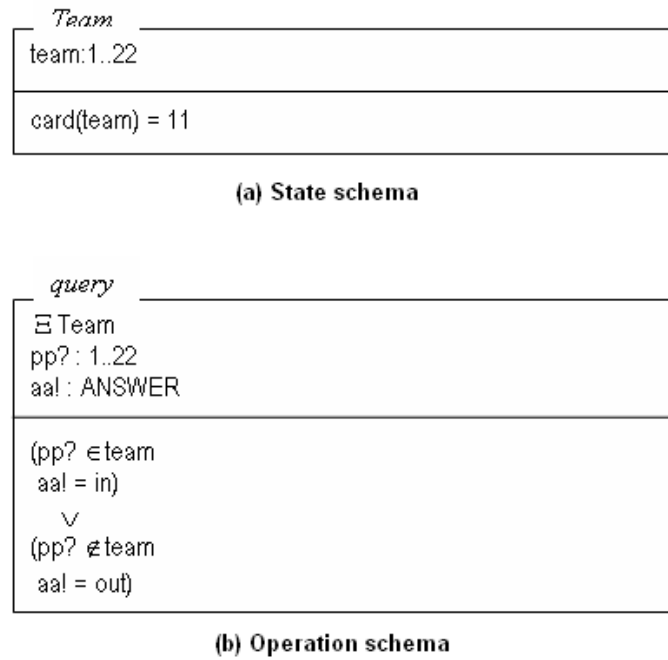 Team
team:1..22
card(team) = 11
(a) State schema
query
Ξ Team
pp? : 1..22
aa! : ANSWER
(pp? ∈ team
aa! = in)
∨
(pp? ∉ team
aa! = out)
(b) Operation schema